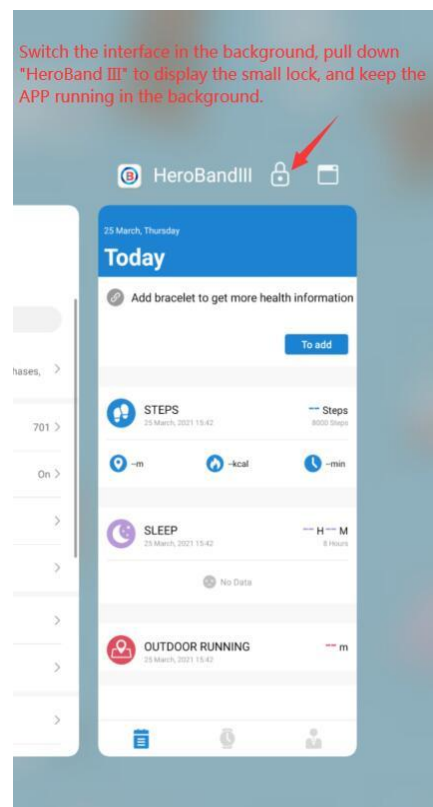 Switch the interface in the background, pull down
"HeroBand III" to display the small lock, and keep the
APP running in the background.
B HeroBandIII
25 March, Thursday
Today
Add bracelet to get more health information
To add
hases,
701
On
STEPS
25 March, 2021 15:42
-- Steps
8000 Steps
--m
--kcal
--min
SLEEP
25 March, 2021 15:42
-- H -- M
8 Hours
No Data
OUTDOOR RUNNING
25 March, 2021 15:42
-- m